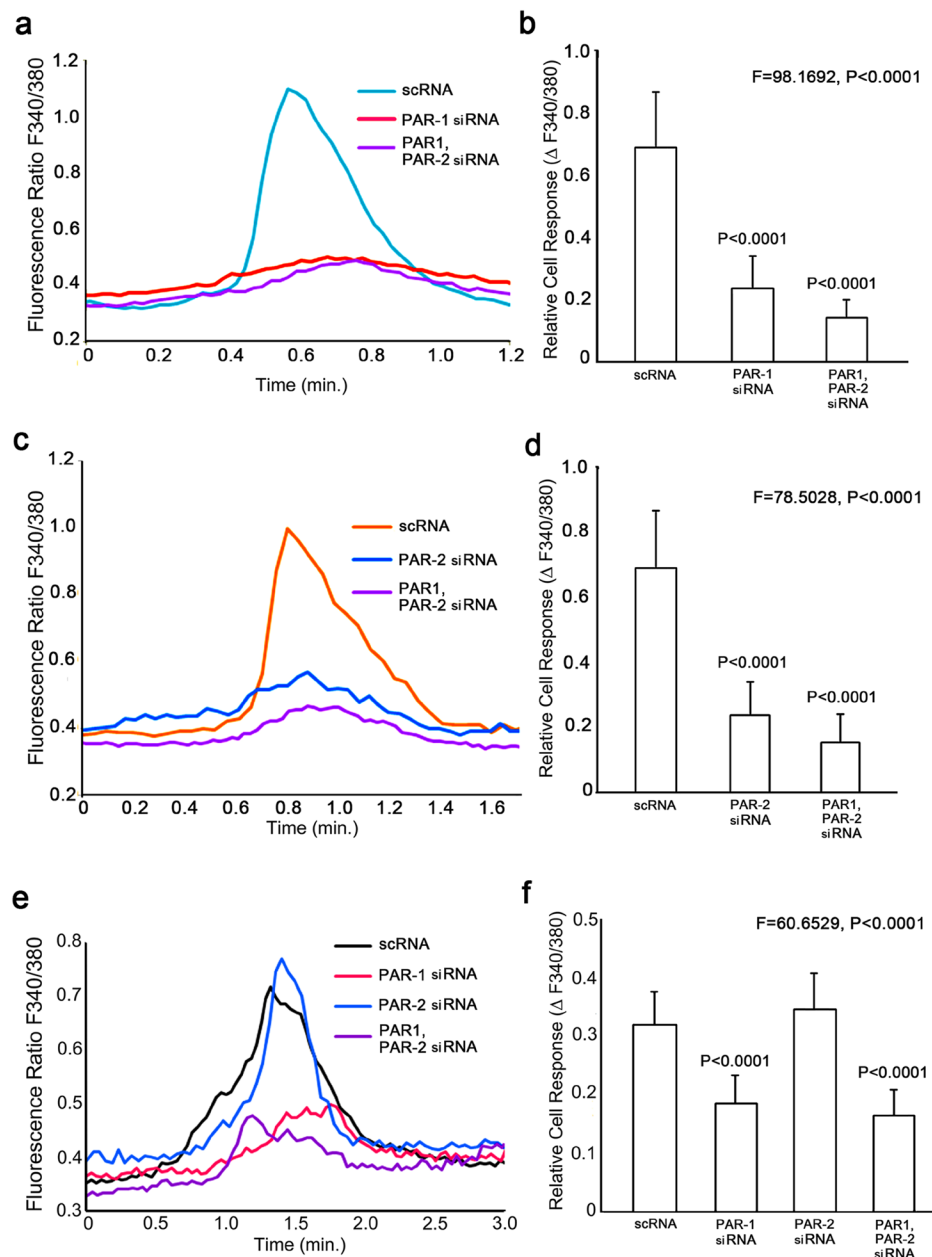 a
Fluorescence Ratio F340/380
1.2
1.0
0.8
0.6
0.4
0.2
0
0.2
0.4
0.6
0.8
1.0
1.2
Time (min.)
scRNA
PAR-1 siRNA
PAR1,
PAR-2 siRNA
b
Relative Cell Response (Δ F340/380)
1.0
0.8
0.6
0.4
0.2
0
F=98.1692, P<0.0001
P<0.0001
P<0.0001
scRNA
PAR-1
siRNA
PAR1,
PAR-2
siRNA
c
Fluorescence Ratio F340/380
1.2
1.0
0.8
0.6
0.4
0.2
0
0.2
0.4
0.6
0.8
1.0
1.2
1.4
1.6
Time (min.)
scRNA
PAR-2 siRNA
PAR1,
PAR-2 siRNA
d
Relative Cell Response (Δ F340/380)
1.0
0.8
0.6
0.4
0.2
0
F=78.5028, P<0.0001
P<0.0001
P<0.0001
scRNA
PAR-2
siRNA
PAR1,
PAR-2
siRNA
e
Fluorescence Ratio F340/380
0.8
0.7
0.6
0.5
0.4
0.3
0
0.5
1.0
1.5
2.0
2.5
3.0
Time (min.)
scRNA
PAR-1 siRNA
PAR-2 siRNA
PAR1,
PAR-2 siRNA
f
Relative Cell Response (Δ F340/380)
0.5
0.4
0.3
0.2
0.1
0
F=60.6529, P<0.0001
P<0.0001
P<0.0001
scRNA
PAR-1
siRNA
PAR-2
siRNA
PAR1,
PAR-2
siRNA